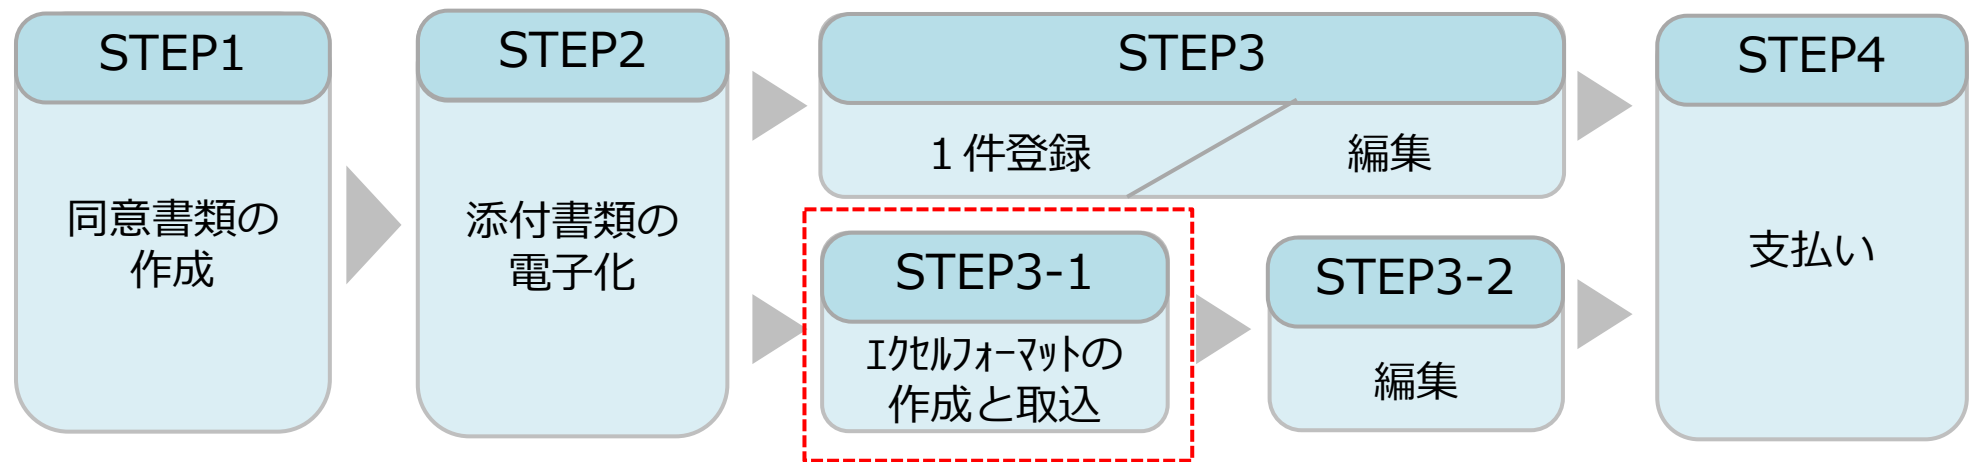 STEP1
同意書類の
作成
STEP2
添付書類の
電子化
STEP3
１件登録
編集
STEP3-1
ｴｸｾﾙﾌｫｰﾏｯﾄの
作成と取込
STEP3-2
編集
STEP4
支払い